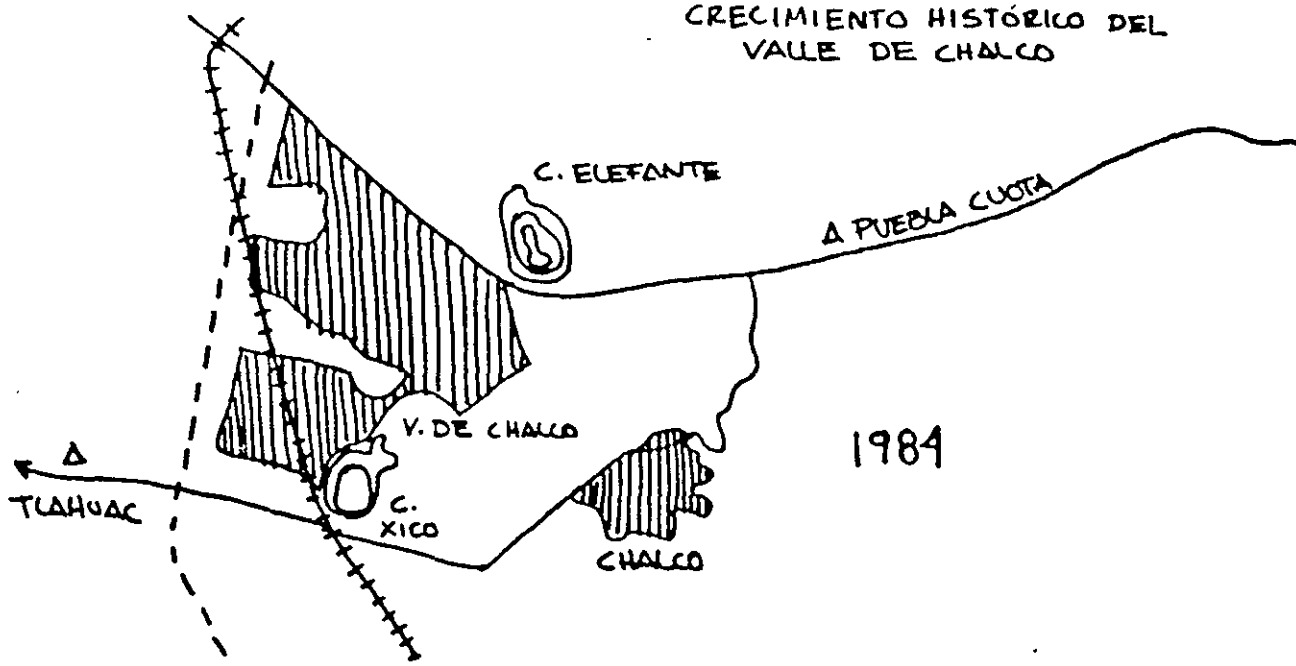 CRECIMIENTO HISTÓRICO DEL
VALLE DE CHALCO
C. ELEFANTE
A PUEBLA CUOTA
V. DE CHALCO
1984
A
TLAHUAC
C.
XICO
CHALCO